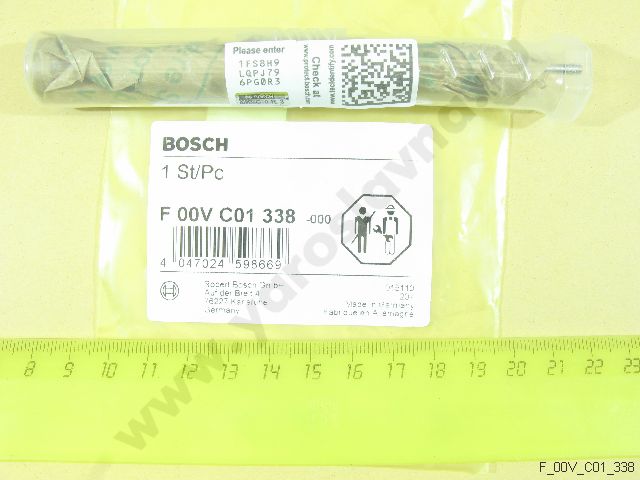 Please enter
1FS8H9
LQPJ79
6PG0R3
Check at
BOSCH
1 St/Pc
F 00V C01 338 -000
4 047024 598669
Robert Bosch GmbH
Auf der Breit 4
76227 Karlsruhe
Germany
Made in Germany
Fabriqué en Allemagne
8 9 10 11 12 13 14 15 16 17 18 19 20 21 22 23
F_00V_C01_338